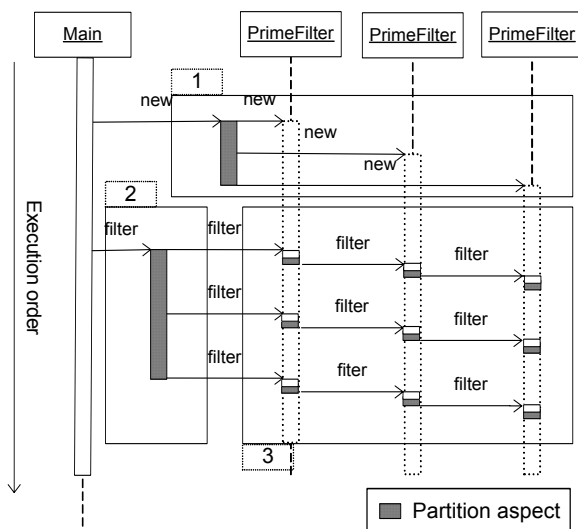 Main
PrimeFilter
PrimeFilter
PrimeFilter
1
new
new
new
new
2
filter
filter
filter
filter
filter
filter
filter
filter
fiter
filter
3
Execution order
Partition aspect